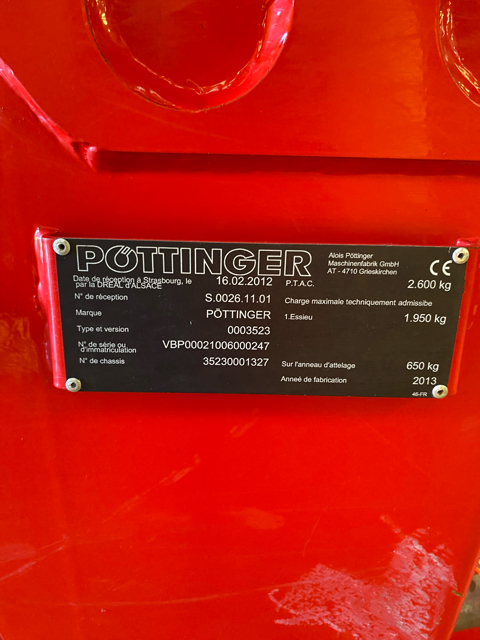 PÖTTINGER
Alois Pöttinger
Maschinenfabrik GmbH
AT - 4710 Grieskirchen
CE
Date de réception à Strasbourg, le 16.02.2012 P.T.A.C. 2.600 kg
par la DREAL d'ALSACE
N° de réception S.0026.11.01 Charge maximale techniquement admissibe
Marque PÖTTINGER 1.Essieu 1.950 kg
Type et version 0003523
N° de série ou VBP00021006000247
d'immatriculation
N° de chassis 35230001327 Sur l'anneau d'attelage 650 kg
Anneé de fabrication 2013
46-FR